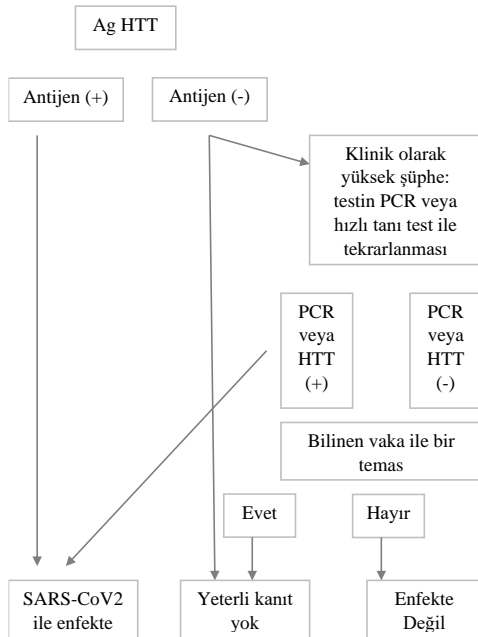 Ag HTT
Antijen (+)
Antijen (-)
Klinik olarak
yüksek şüphe:
testin PCR veya
hızlı tanı test ile
tekrarlanması
PCR
veya
HTT
(+)
PCR
veya
HTT
(-)
Bilinen vaka ile bir
temas
Evet
Hayır
SARS-CoV2
ile enfekte
Yeterli kanıt
yok
Enfekte
Değil